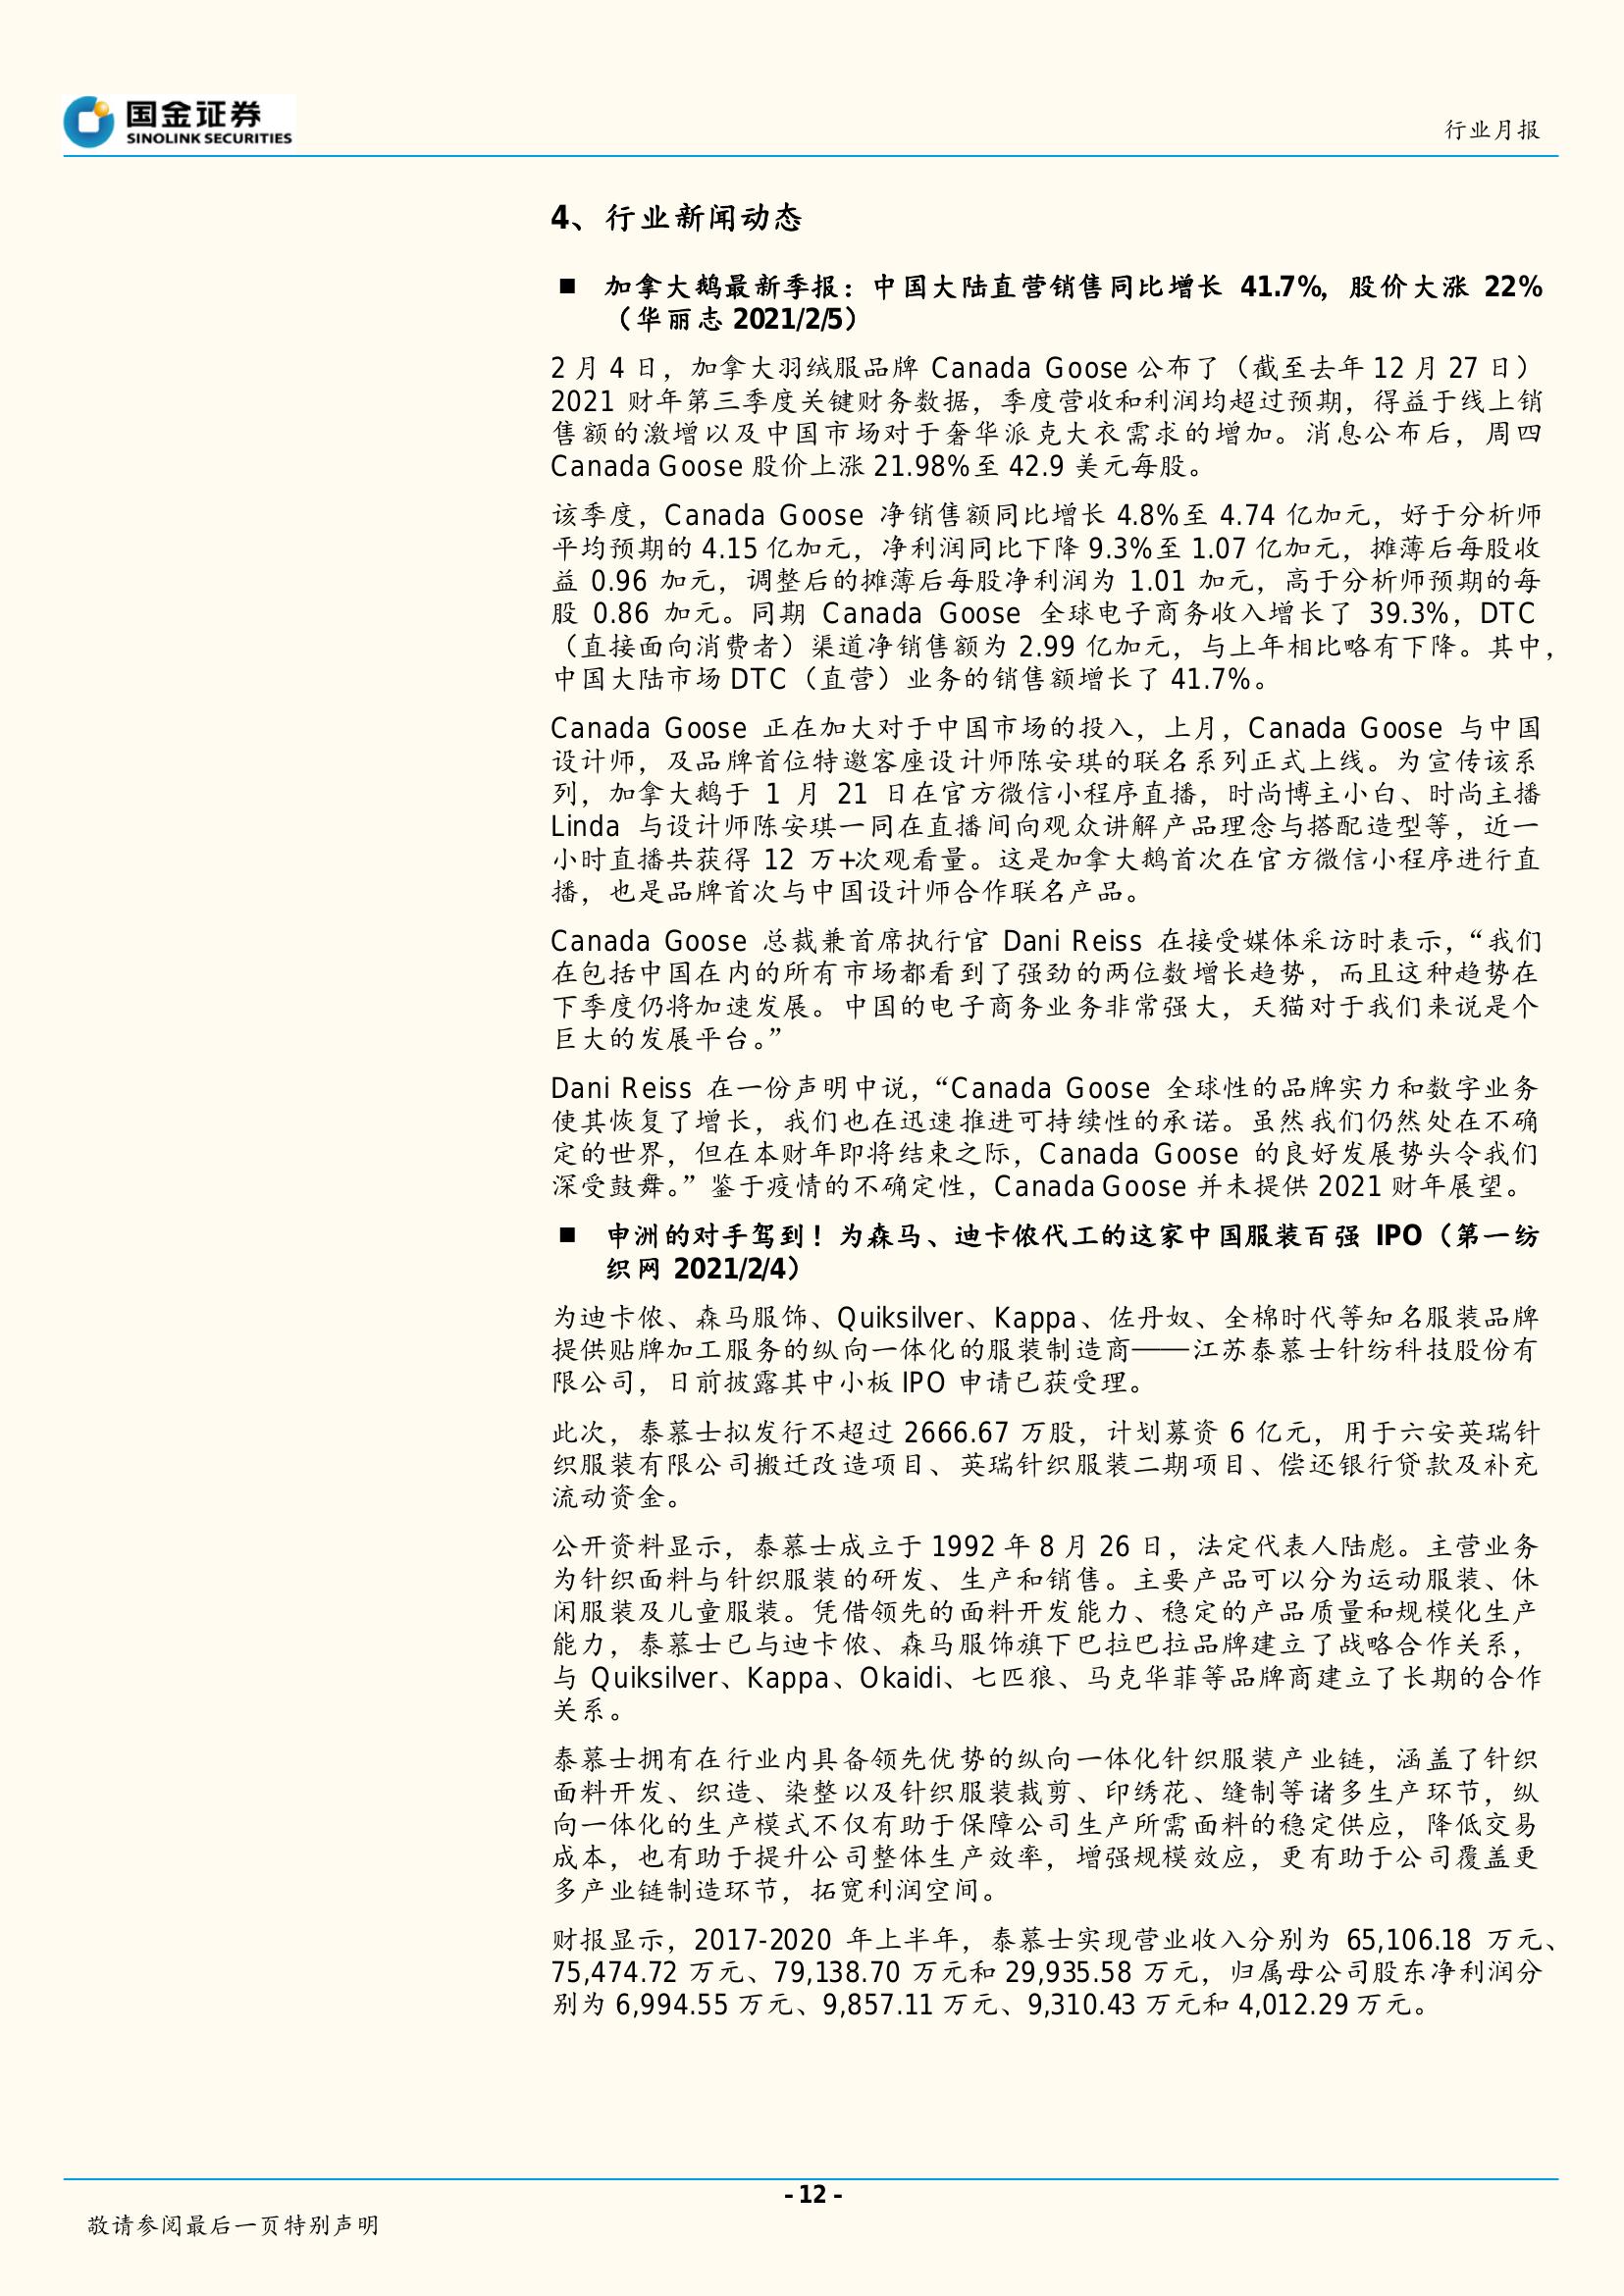 国金证券
SINOLINK SECURITIES
行业月报
4、行业新闻动态
■ 加拿大鹅最新季报：中国大陆直营销售同比增长 41.7%，股价大涨 22%
（华丽志 2021/2/5）
2 月 4 日，加拿大羽绒服品牌 Canada Goose 公布了（截至去年 12 月 27 日）
2021 财年第三季度关键财务数据，季度营收和利润均超过预期，得益于线上销
售额的激增以及中国市场对于奢华派克大衣需求的增加。消息公布后，周四
Canada Goose 股价上涨 21.98%至 42.9 美元每股。
该季度，Canada Goose 净销售额同比增长 4.8%至 4.74 亿加元，好于分析师
平均预期的 4.15 亿加元，净利润同比下降 9.3%至 1.07 亿加元，摊薄后每股收
益 0.96 加元，调整后的摊薄后每股净利润为 1.01 加元，高于分析师预期的每
股 0.86 加元。同期 Canada Goose 全球电子商务收入增长了 39.3%，DTC
（直接面向消费者）渠道净销售额为 2.99 亿加元，与上年相比略有下降。其中，
中国大陆市场 DTC（直营）业务的销售额增长了 41.7%。
Canada Goose 正在加大对于中国市场的投入，上月，Canada Goose 与中国
设计师，及品牌首位特邀客座设计师陈安琪的联名系列正式上线。为宣传该系
列，加拿大鹅于 1 月 21 日在官方微信小程序直播，时尚博主小白、时尚主播
Linda 与设计师陈安琪一同在直播间向观众讲解产品理念与搭配造型等，近一
小时直播共获得 12 万+次观看量。这是加拿大鹅首次在官方微信小程序进行直
播，也是品牌首次与中国设计师合作联名产品。
Canada Goose 总裁兼首席执行官 Dani Reiss 在接受媒体采访时表示，“我们
在包括中国在内的所有市场都看到了强劲的两位数增长趋势，而且这种趋势在
下季度仍将加速发展。中国的电子商务业务非常强大，天猫对于我们来说是个
巨大的发展平台。”
Dani Reiss 在一份声明中说，“Canada Goose 全球性的品牌实力和数字业务
使其恢复了增长，我们也在迅速推进可持续性的承诺。虽然我们仍然处在不确
定的世界，但在本财年即将结束之际，Canada Goose 的良好发展势头令我们
深受鼓舞。”鉴于疫情的不确定性，Canada Goose 并未提供 2021 财年展望。
■ 申洲的对手驾到！为森马、迪卡侬代工的这家中国服装百强 IPO（第一纺
织网 2021/2/4）
为迪卡侬、森马服饰、Quiksilver、Kappa、佐丹奴、全棉时代等知名服装品牌
提供贴牌加工服务的纵向一体化的服装制造商——江苏泰慕士针纺科技股份有
限公司，日前披露其中小板 IPO 申请已获受理。
此次，泰慕士拟发行不超过 2666.67 万股，计划募资 6 亿元，用于六安英瑞针
织服装有限公司搬迁改造项目、英瑞针织服装二期项目、偿还银行贷款及补充
流动资金。
公开资料显示，泰慕士成立于 1992 年 8 月 26 日，法定代表人陆彪。主营业务
为针织面料与针织服装的研发、生产和销售。主要产品可以分为运动服装、休
闲服装及儿童服装。凭借领先的面料开发能力、稳定的产品质量和规模化生产
能力，泰慕士已与迪卡侬、森马服饰旗下巴拉巴拉品牌建立了战略合作关系，
与 Quiksilver、Kappa、Okaidi、七匹狼、马克华菲等品牌商建立了长期的合作
关系。
泰慕士拥有在行业内具备领先优势的纵向一体化针织服装产业链，涵盖了针织
面料开发、织造、染整以及针织服装裁剪、印绣花、缝制等诸多生产环节，纵
向一体化的生产模式不仅有助于保障公司生产所需面料的稳定供应，降低交易
成本，也有助于提升公司整体生产效率，增强规模效应，更有助于公司覆盖更
多产业链制造环节，拓宽利润空间。
财报显示，2017-2020 年上半年，泰慕士实现营业收入分别为 65,106.18 万元、
75,474.72 万元、79,138.70 万元和 29,935.58 万元，归属母公司股东净利润分
别为 6,994.55 万元、9,857.11 万元、9,310.43 万元和 4,012.29 万元。
- 12 -
敬请参阅最后一页特别声明